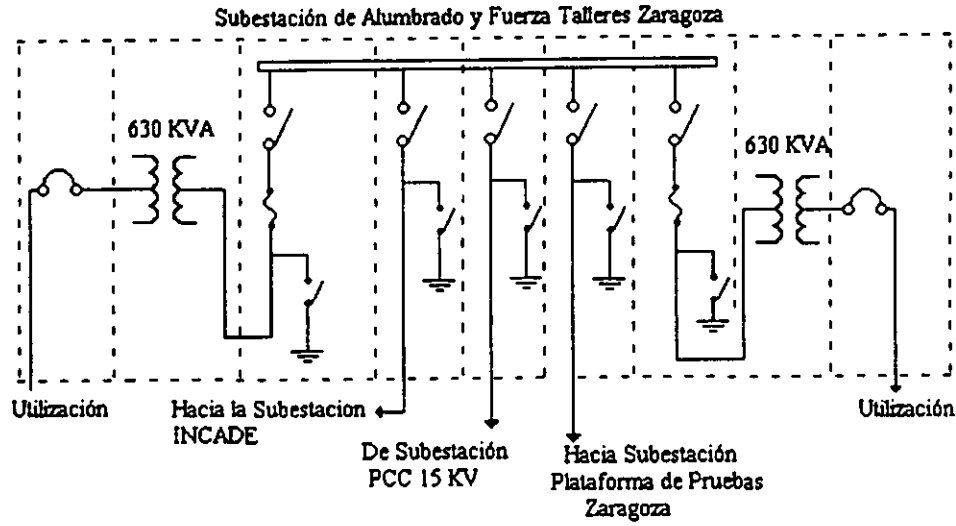 Subestación de Alumbrado y Fuerza Talleres Zaragoza
630 KVA
630 KVA
Utilización
Hacia la Subestacion
INCADE
De Subestación
PCC 15 KV
Hacia Subestación
Plataforma de Pruebas
Zaragoza
Utilización